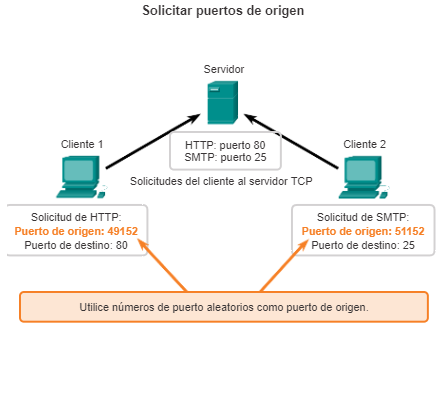 Solicitar puertos de origen
Servidor
Cliente 1
Cliente 2
HTTP: puerto 80
SMTP: puerto 25
Solicitudes del cliente al servidor TCP
Solicitud de HTTP:
Puerto de origen: 49152
Puerto de destino: 80
Solicitud de SMTP:
Puerto de origen: 51152
Puerto de destino: 25
Utilice números de puerto aleatorios como puerto de origen.